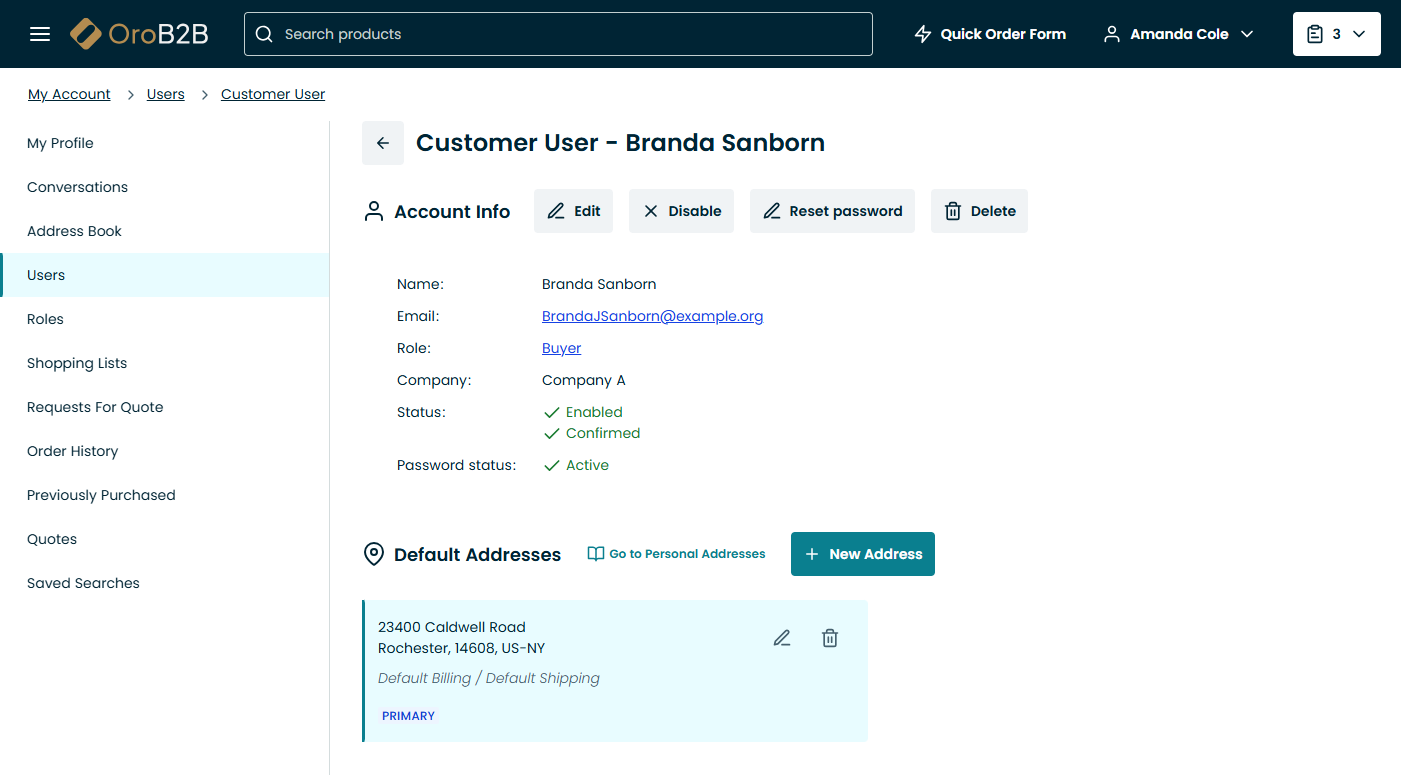 OroB2B
Search products
Quick Order Form
Amanda Cole
3
My Account > Users > Customer User
My Profile
Conversations
Address Book
Users
Roles
Shopping Lists
Requests For Quote
Order History
Previously Purchased
Quotes
Saved Searches
Customer User - Branda Sanborn
Account Info
Edit
Disable
Reset password
Delete
Name: Branda Sanborn
Email: BrandaJSanborn@example.org
Role: Buyer
Company: Company A
Status: Enabled
Confirmed
Password status: Active
Default Addresses
Go to Personal Addresses
New Address
23400 Caldwell Road
Rochester, 14608, US-NY
Default Billing / Default Shipping
PRIMARY